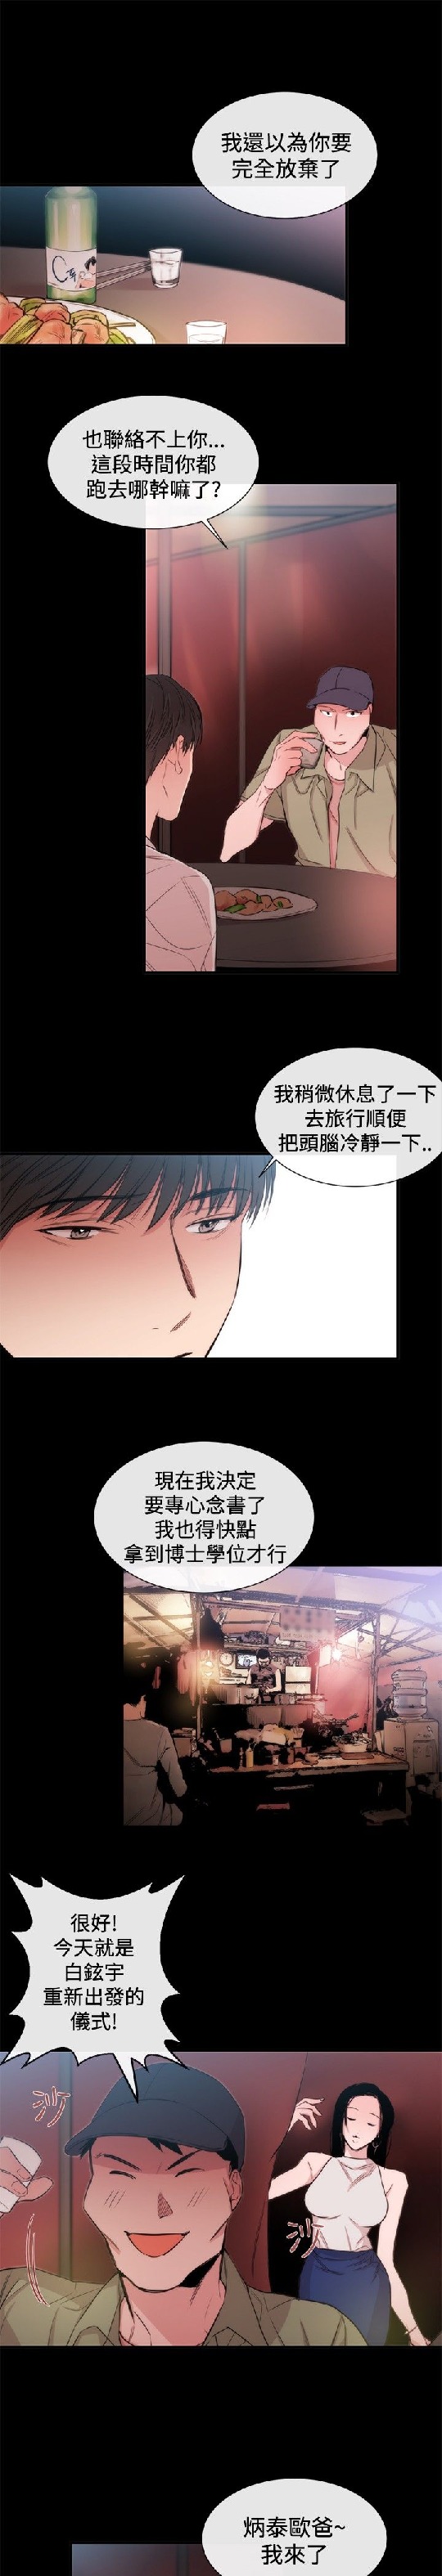 我還以為你要
完全放棄了
也聯絡不上你...
這段時間你都
跑去哪幹嘛了?
我稍微休息了一下
去旅行順便
把頭腦冷靜一下..
現在我決定
要專心念書了
我也得快點
拿到博士學位才行
很好!
今天就是
白鉉宇
重新出發的
儀式!
炳泰歐爸~
我來了